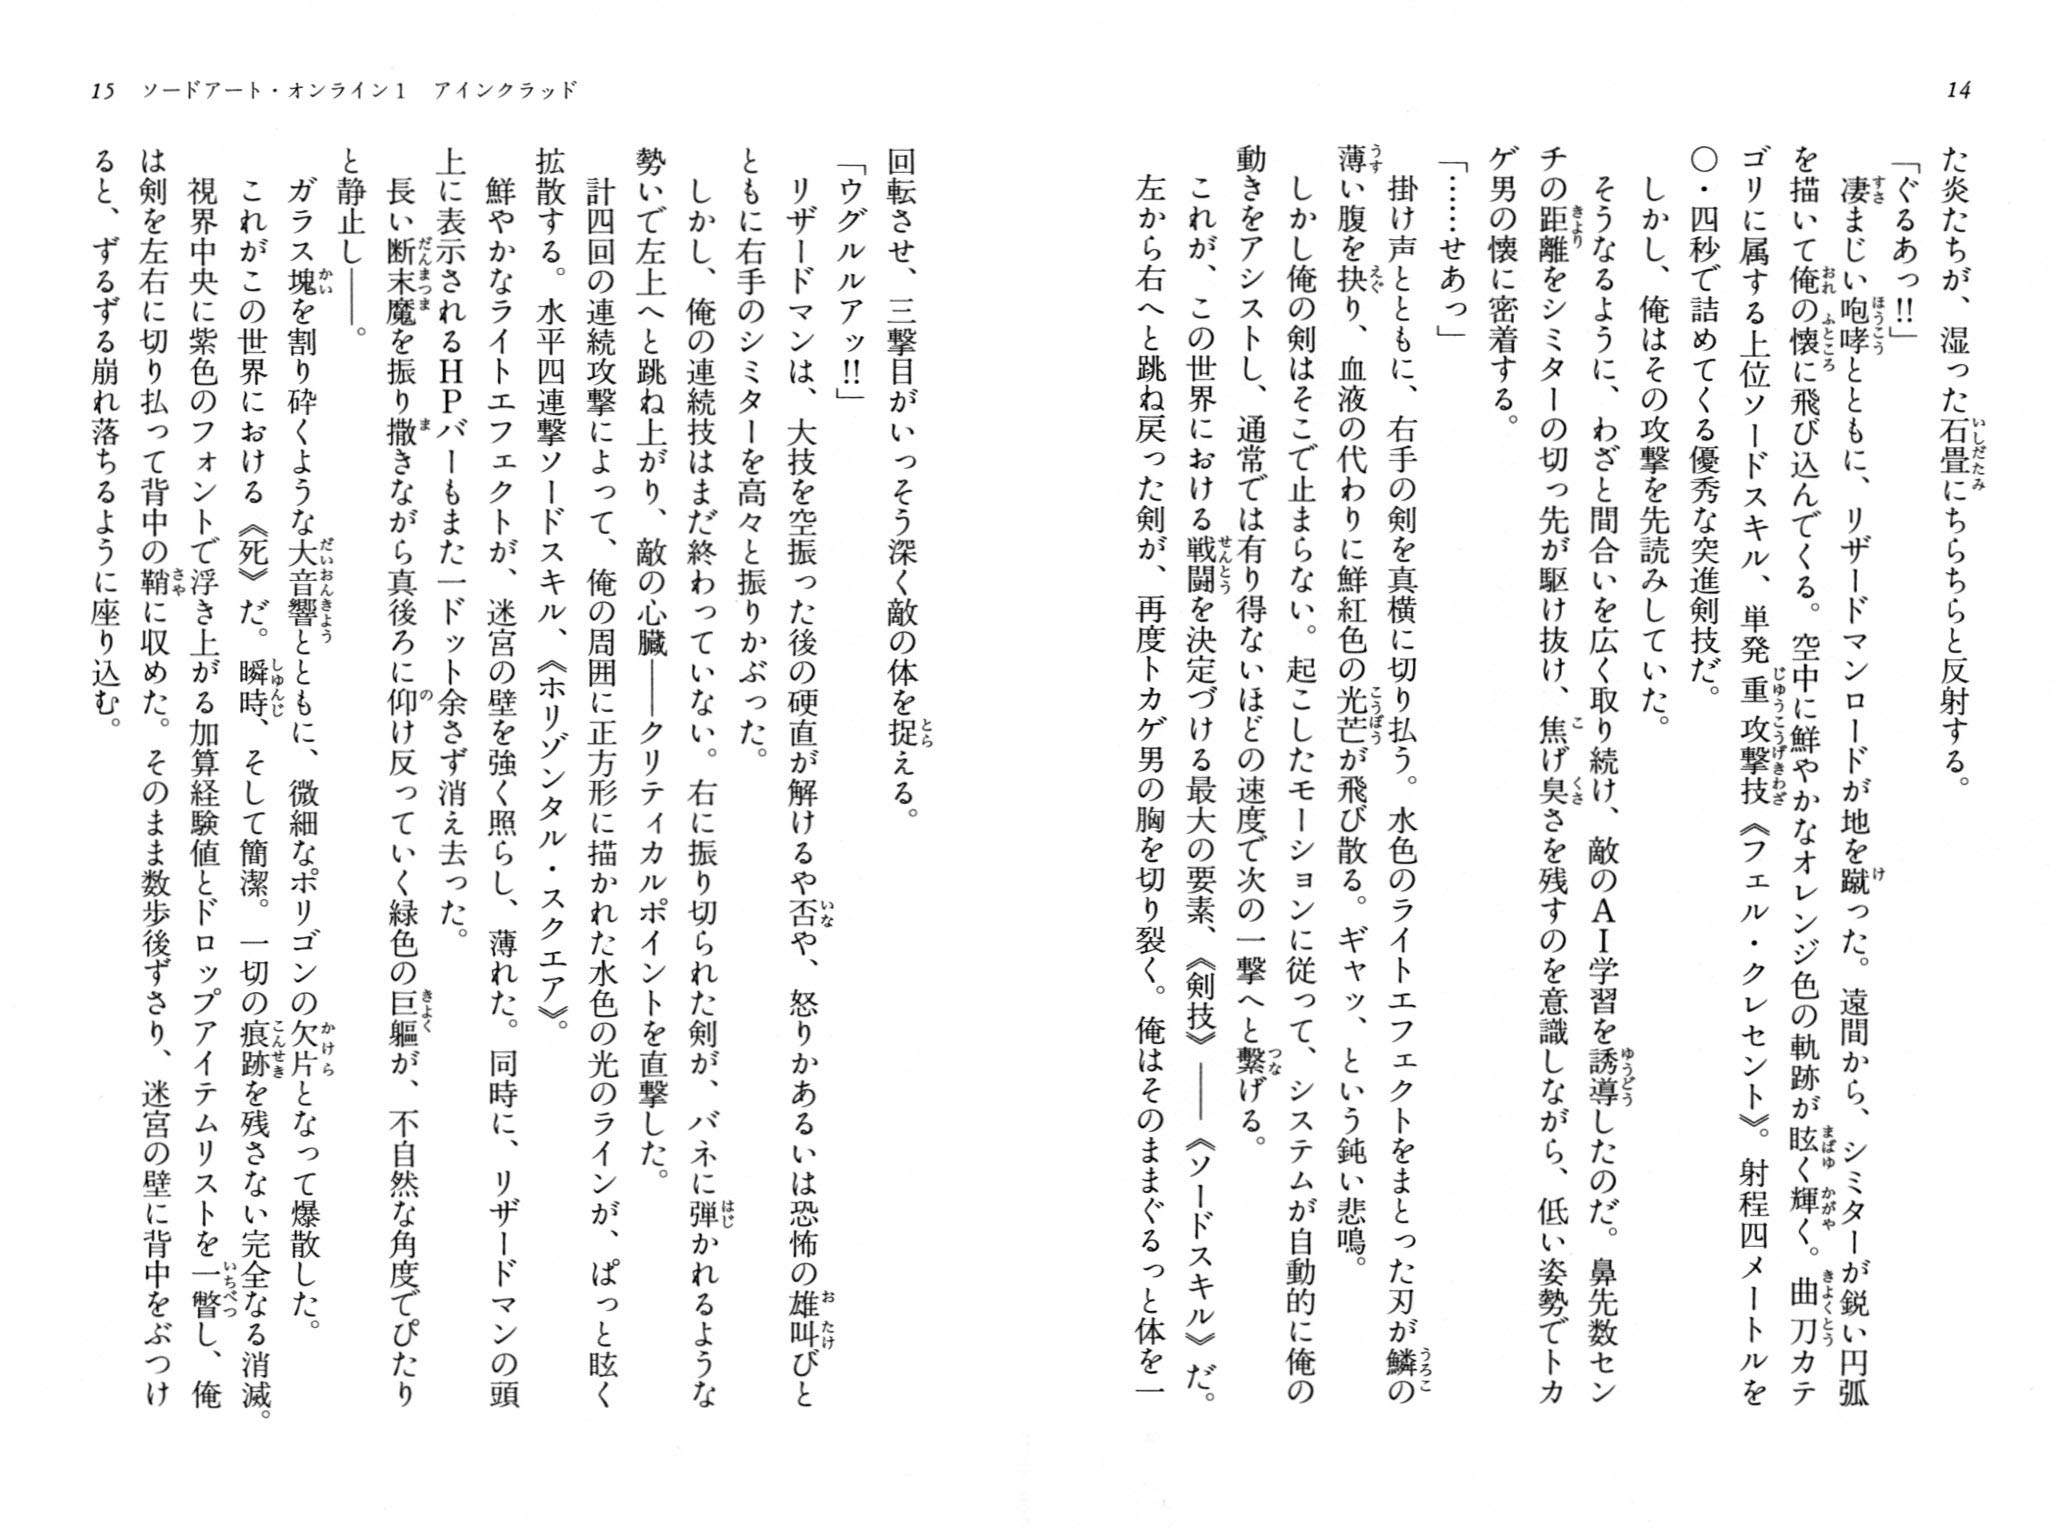 14
た炎たちが、湿った石畳にちらちらと反射する。
「ぐるあっ!!」
凄まじい咆哮とともに、リザードマンロードが地を蹴った。遠間から、シミターが鋭い円弧
を描いて俺の懐に飛び込んでくる。空中に鮮やかなオレンジ色の軌跡が眩く輝く。曲刀カテ
ゴリに属する上位ソードスキル、単発重攻撃技《フェル・クレセント》。射程四メートルを
〇・四秒で詰めてくる優秀な突進剣技だ。
しかし、俺はその攻撃を先読みしていた。
そうなるように、わざと間合いを広く取り続け、敵のAI学習を誘導したのだ。鼻先数セン
チの距離をシミターの切っ先が駆け抜け、焦げ臭さを残すのを意識しながら、低い姿勢でトカ
ゲ男の懐に密着する。
「……せあっ」
掛け声とともに、右手の剣を真横に切り払う。水色のライトエフェクトをまとった刃が鱗の
薄い腹を抉り、血液の代わりに鮮紅色の光芒が飛び散る。ギャッ、という鈍い悲鳴。
しかし俺の剣はそこで止まらない。起こしたモーションに従って、システムが自動的に俺の
動きをアシストし、通常では有り得ないほどの速度で次の一撃へと繋げる。
これが、この世界における戦闘を決定づける最大の要素、《剣技》――《ソードスキル》だ。
左から右へと跳ね戻った剣が、再度トカゲ男の胸を切り裂く。俺はそのままぐるっと体を一
15 ソードアート・オンライン1 アインクラッド
回転させ、三撃目がいっそう深く敵の体を捉える。
「ウグルルアッ!!」
リザードマンは、大技を空振った後の硬直が解けるや否や、怒りかあるいは恐怖の雄叫びと
ともに右手のシミターを高々と振りかぶった。
しかし、俺の連続技はまだ終わっていない。右に振り切られた剣が、バネに弾かれるような
勢いで左上へと跳ね上がり、敵の心臓――クリティカルポイントを直撃した。
計四回の連続攻撃によって、俺の周囲に正方形に描かれた水色の光のラインが、ぱっと眩く
拡散する。水平四連撃ソードスキル、《ホリゾンタル・スクエア》。
鮮やかなライトエフェクトが、迷宮の壁を強く照らし、薄れた。同時に、リザードマンの頭
上に表示されるHPバーもまた一ドット余さず消え去った。
長い断末魔を振り撒きながら真後ろに仰け反っていく緑色の巨躯が、不自然な角度でぴたり
と静止し――。
ガラス塊を割り砕くような大音響とともに、微細なポリゴンの欠片となって爆散した。
これがこの世界における《死》だ。瞬時、そして簡潔。一切の痕跡を残さない完全なる消滅。
視界中央に紫色のフォントで浮き上がる加算経験値とドロップアイテムリストを一瞥し、俺
は剣を左右に切り払って背中の鞘に収めた。そのまま数歩後ずさり、迷宮の壁に背中をぶつけ
ると、ずるずる崩れ落ちるように座り込む。